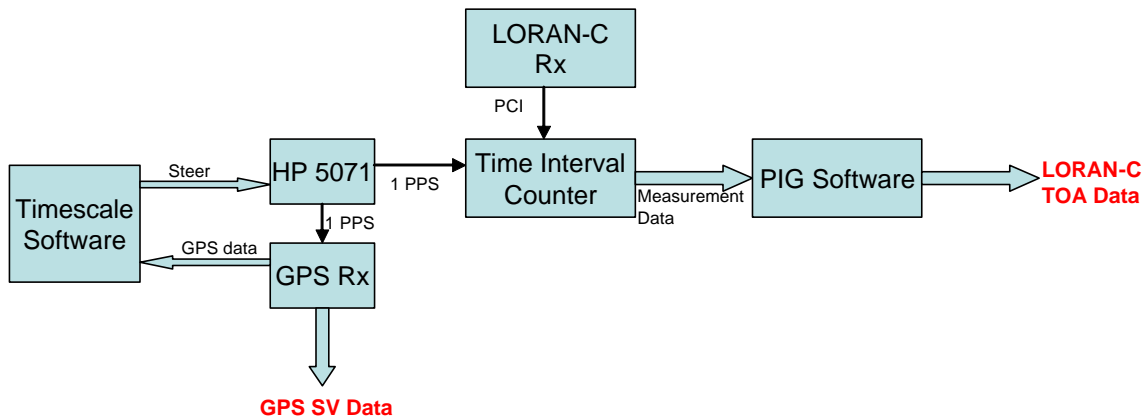 LORAN-C
Rx
PCI
Steer
HP 5071
1 PPS
Time Interval
Counter
Measurement
Data
PIG Software
LORAN-C
TOA Data
Timescale
Software
1 PPS
GPS data
GPS Rx
GPS SV Data